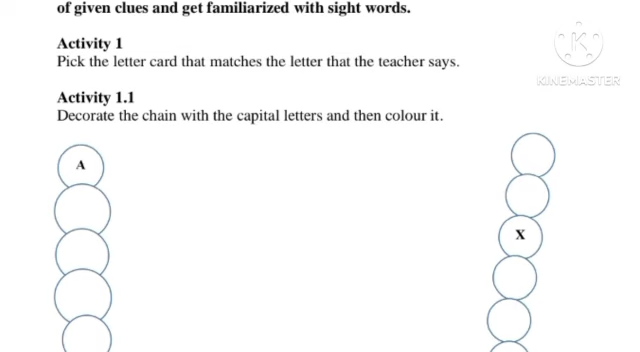 of given clues and get familiarized with sight words.
K
KINEMASTER
Activity 1
Pick the letter card that matches the letter that the teacher says.
Activity 1.1
Decorate the chain with the capital letters and then colour it.
A
X